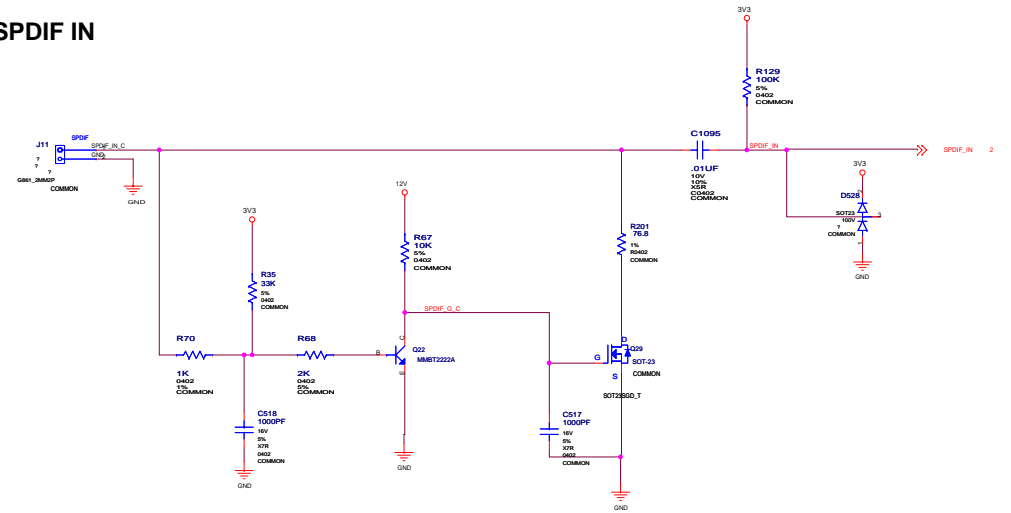 SPDIF IN
3V3
R129
100K
5%
0402
COMMON
C1095
.01UF
10V
10%
X5R
C0402
COMMON
SPDIF_IN
SPDIF_IN 2
J11
SPDIF
SPDIF_IN_C
GND
?
?
?
G861_2MM2P
COMMON
GND
3V3
D528
SOT23
100V
?
COMMON
2
3
1
GND
12V
R67
10K
5%
0402
COMMON
3V3
R35
33K
5%
0402
COMMON
R201
76.8
1%
R0402
COMMON
SPDIF_G_C
R70
1K
0402
1%
COMMON
R68
2K
0402
5%
COMMON
B
C
E
Q22
MMBT2222A
G
D
S
Q29
SOT-23
COMMON
SOT23SGD_T
C518
1000PF
16V
5%
X7R
0402
COMMON
GND
GND
C517
1000PF
16V
5%
X7R
0402
COMMON
GND